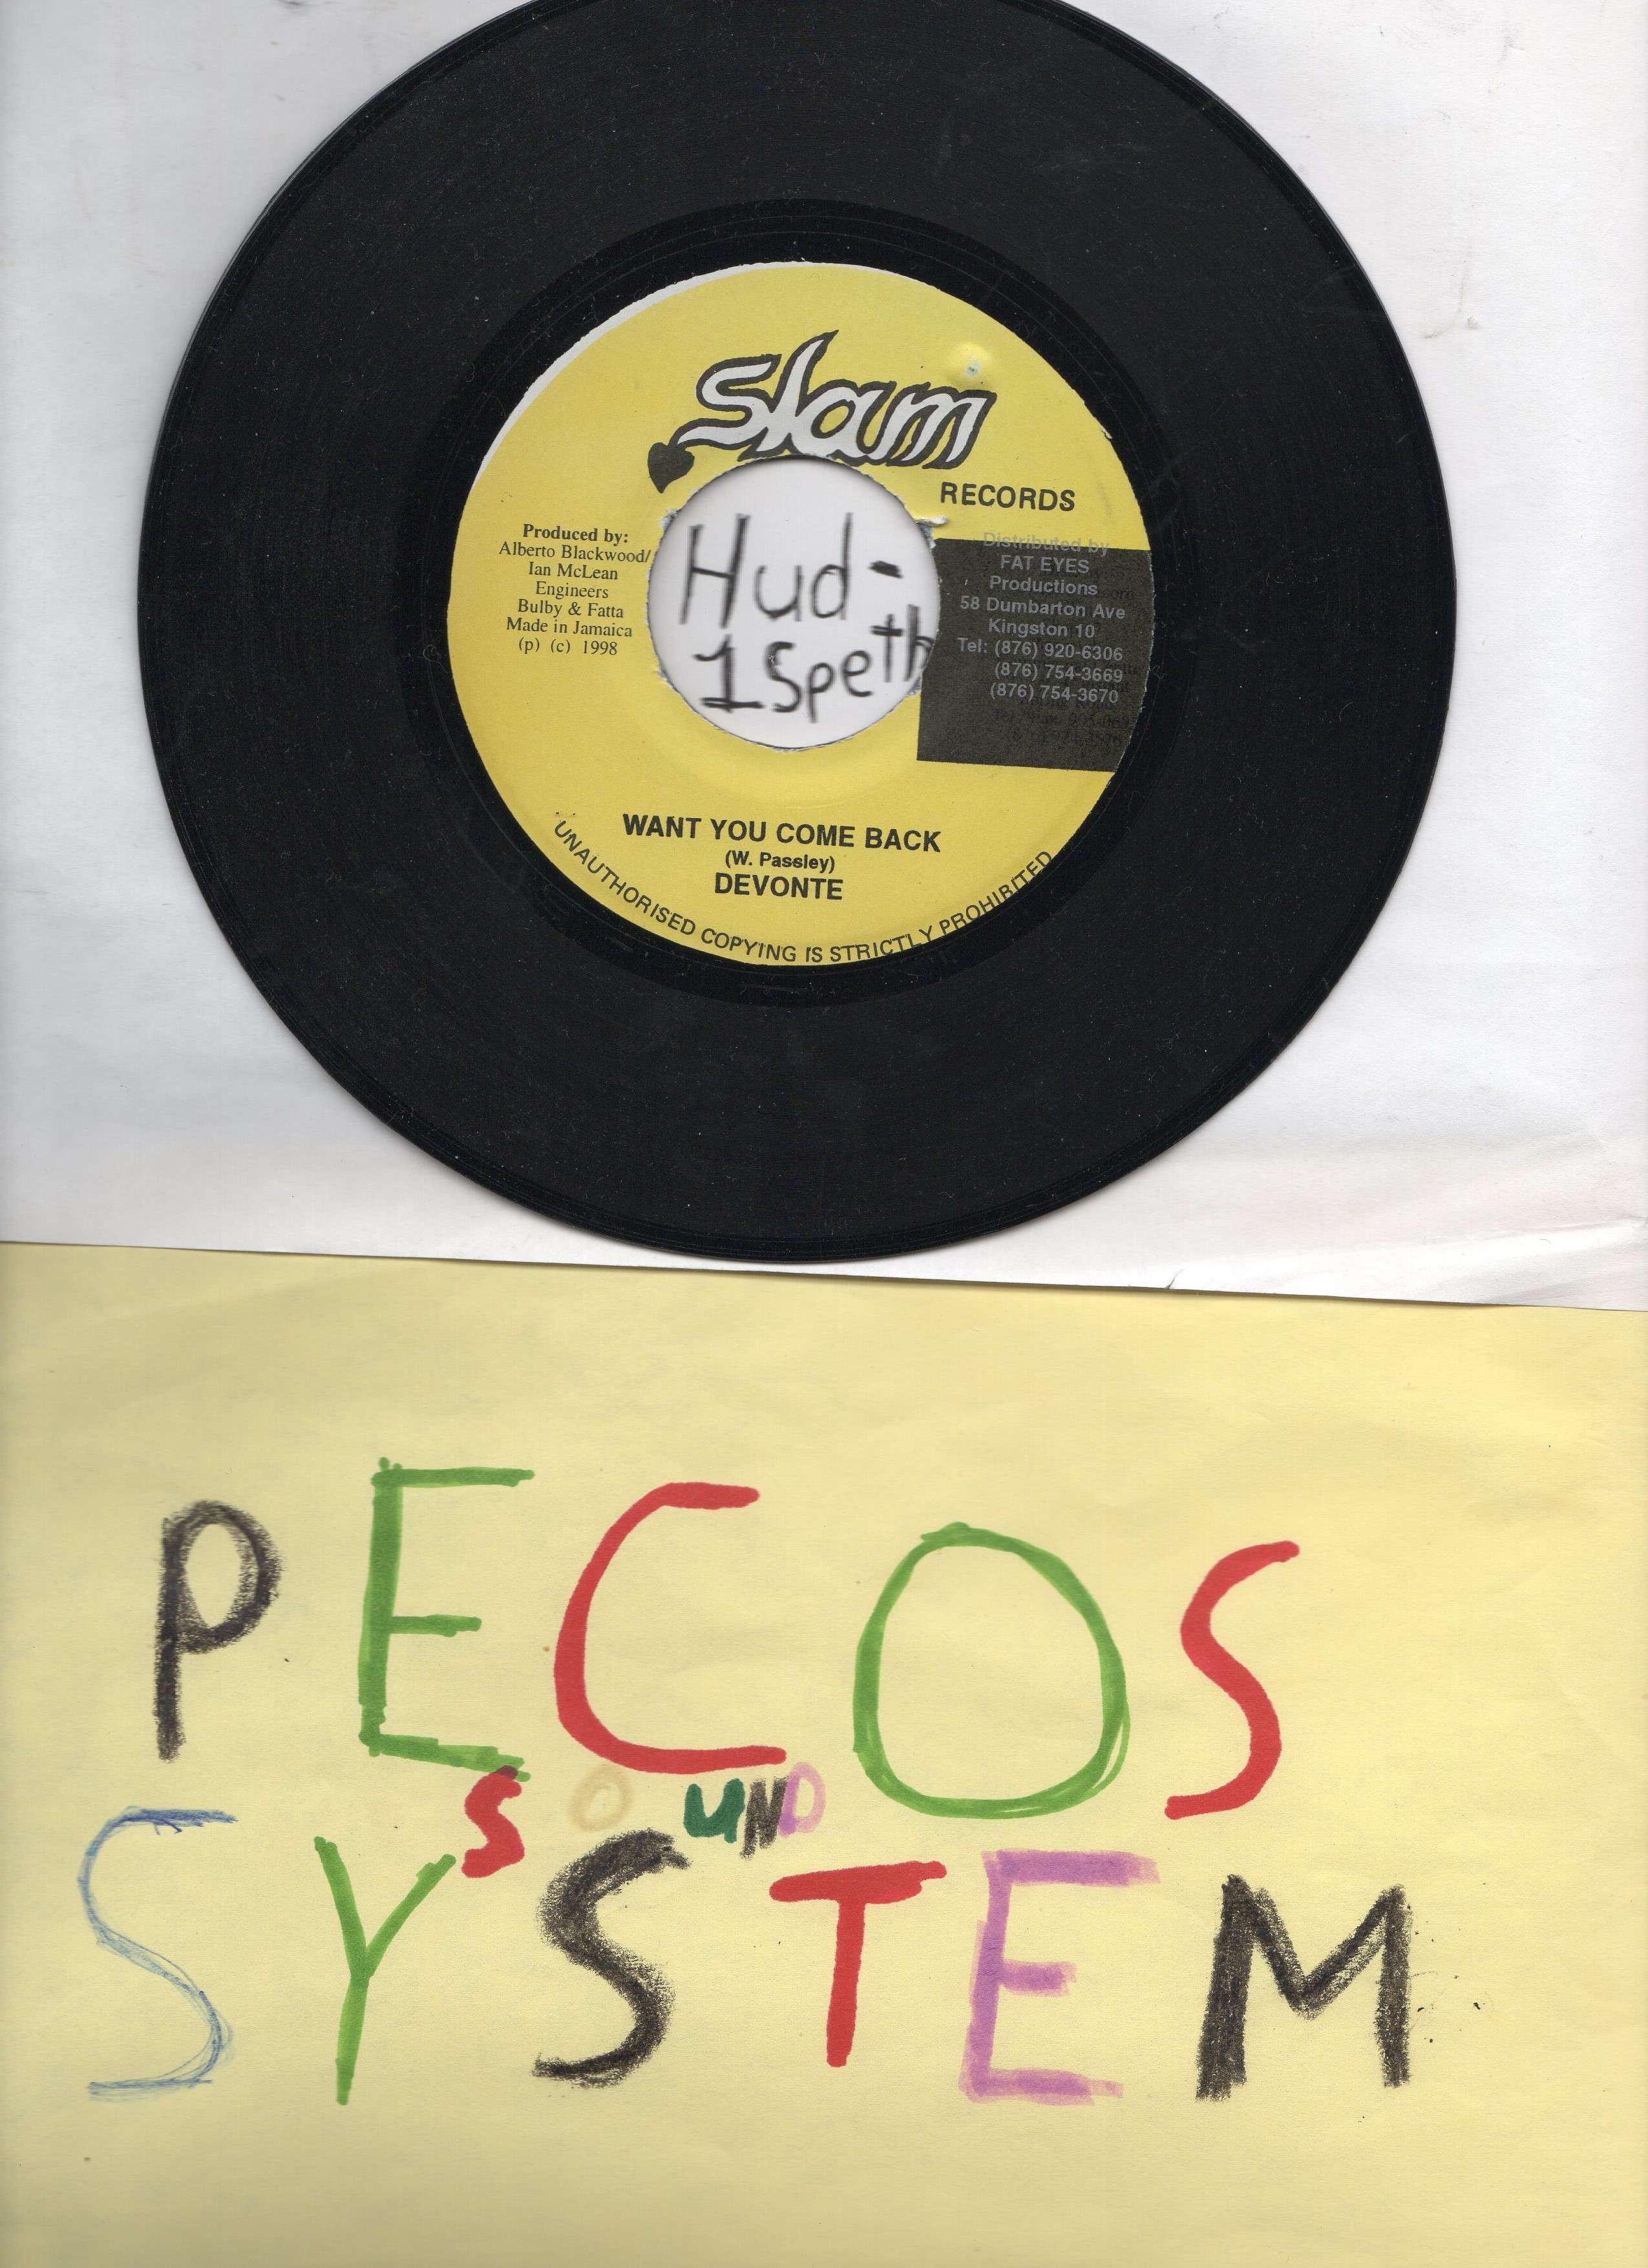 Slam
RECORDS
Produced by:
Alberto Blackwood/
Ian McLean
Engineers
Bulby & Fatta
Made in Jamaica
(p) (c) 1998
Hud-
1Speth
Distributed by
FAT EYES
Productions
58 Dumbarton Ave
Kingston 10
Tel: (876) 920-6306
(876) 754-3669
(876) 754-3670
WANT YOU COME BACK
(W. Passley)
DEVONTE
UNAUTHORISED COPYING IS STRICTLY PROHIBITED
PECOS
SOUND
SYSTEM